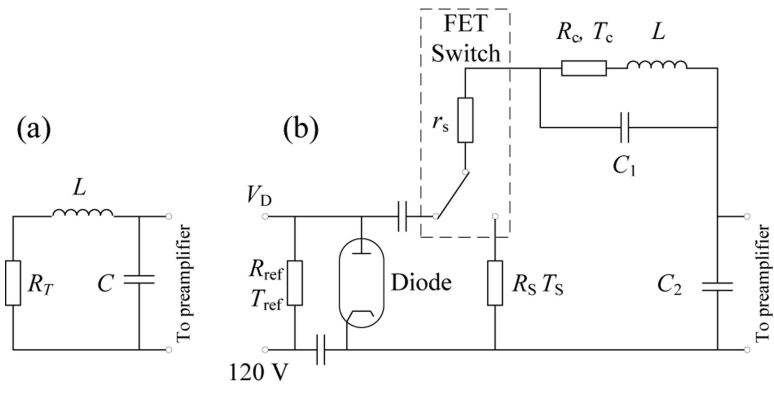 (a)
L
R_T
C
To preamplifier
(b)
FET
Switch
r_s
R_c, T_c
L
C_1
V_D
R_ref
T_ref
Diode
R_S T_S
C_2
To preamplifier
120 V